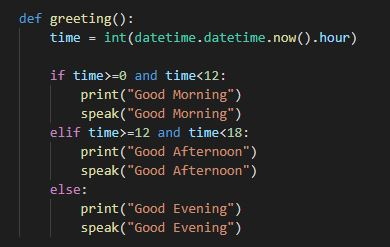 def greeting():
    time = int(datetime.datetime.now().hour)

    if time>=0 and time<12:
        print("Good Morning")
        speak("Good Morning")
    elif time>=12 and time<18:
        print("Good Afternoon")
        speak("Good Afternoon")
    else:
        print("Good Evening")
        speak("Good Evening")